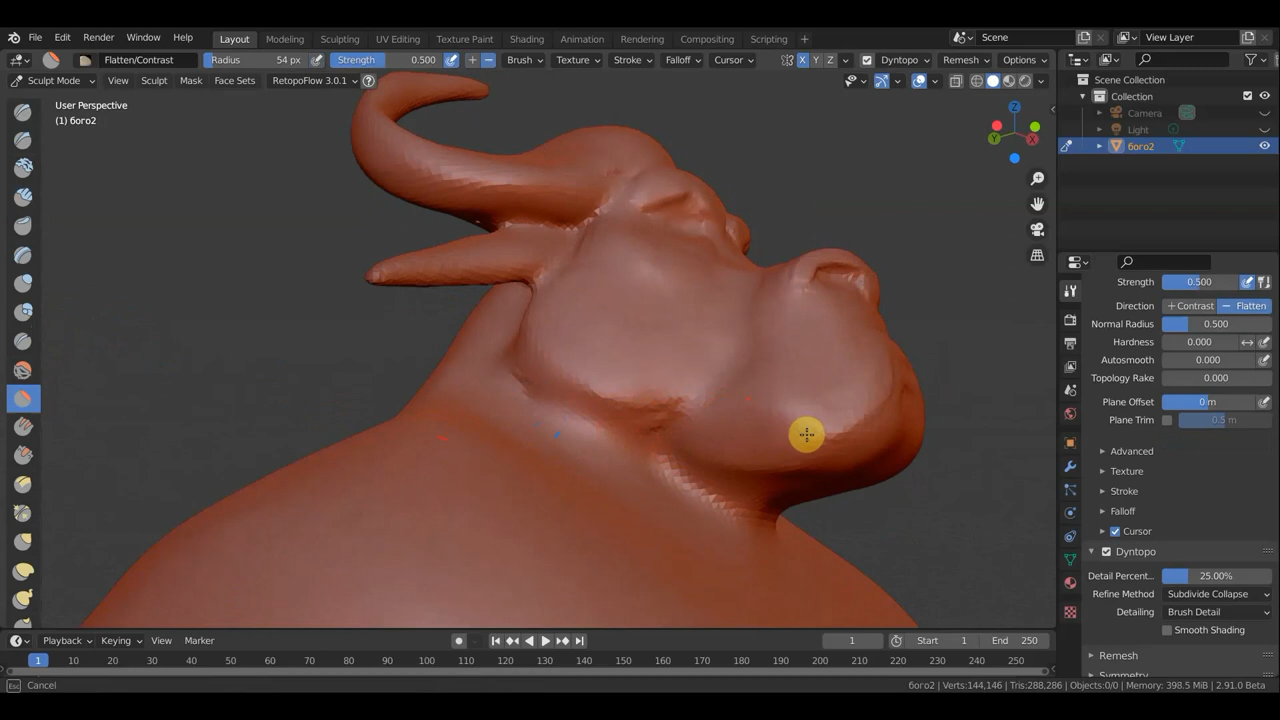 File Edit Render Window Help Layout Modeling Sculpting UV Editing Texture Paint Shading Animation Rendering Compositing Scripting + Scene View Layer
Flatten/Contrast Radius 54 px Strength 0.500 + − Brush Texture Stroke Falloff Cursor X Y Z Dyntopo Remesh Options
Sculpt Mode View Sculpt Mask Face Sets RetopoFlow 3.0.1 ?
User Perspective
(1) бого2
Z
Y
X
Scene Collection
Collection
Camera
Light
бого2
Strength 0.500
Direction + Contrast − Flatten
Normal Radius 0.500
Hardness 0.000
Autosmooth 0.000
Topology Rake 0.000
Plane Offset 0 m
Plane Trim 0.5 m
Advanced
Texture
Stroke
Falloff
Cursor
Dyntopo
Detail Percent... 25.00%
Refine Method Subdivide Collapse
Detailing Brush Detail
Smooth Shading
Remesh
Symmetry
Playback Keying View Marker 1 Start 1 End 250
1 10 20 30 40 50 60 70 80 90 100 110 120 130 140 150 160 170 180 190 200 210 220 230 240 250
Esc Cancel бого2 | Verts:144,146 | Tris:288,286 | Objects:0/0 | Memory: 398.5 MiB | 2.91.0 Beta